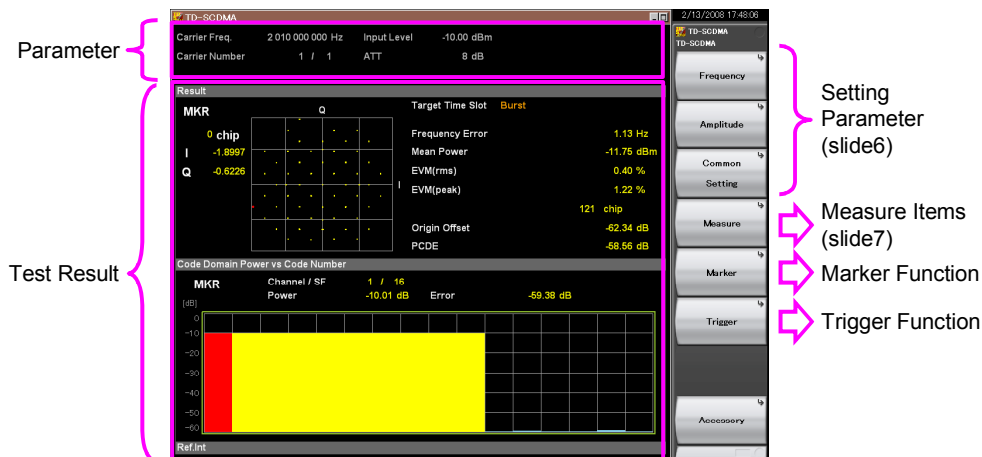 TD-SCDMA
2/13/2008 17:48:06
Carrier Freq. 2 010 000 000 Hz Input Level -10.00 dBm
Carrier Number 1 / 1 ATT 8 dB
Parameter
TD-SCDMA
TD-SCDMA
Frequency
Amplitude
Common
Setting
Measure
Marker
Trigger
Accessory
Setting
Parameter
(slide6)
Measure Items
(slide7)
Marker Function
Trigger Function
Test Result
Result
MKR
0 chip
I -1.8997
Q -0.6226
Q
I
Target Time Slot Burst
Frequency Error 1.13 Hz
Mean Power -11.75 dBm
EVM(rms) 0.40 %
EVM(peak) 1.22 %
121 chip
Origin Offset -62.34 dB
PCDE -58.56 dB
Code Domain Power vs Code Number
MKR Channel / SF 1 / 16
Power -10.01 dB Error -59.38 dB
[dB]
0
-10
-20
-30
-40
-50
-60
Ref.Int